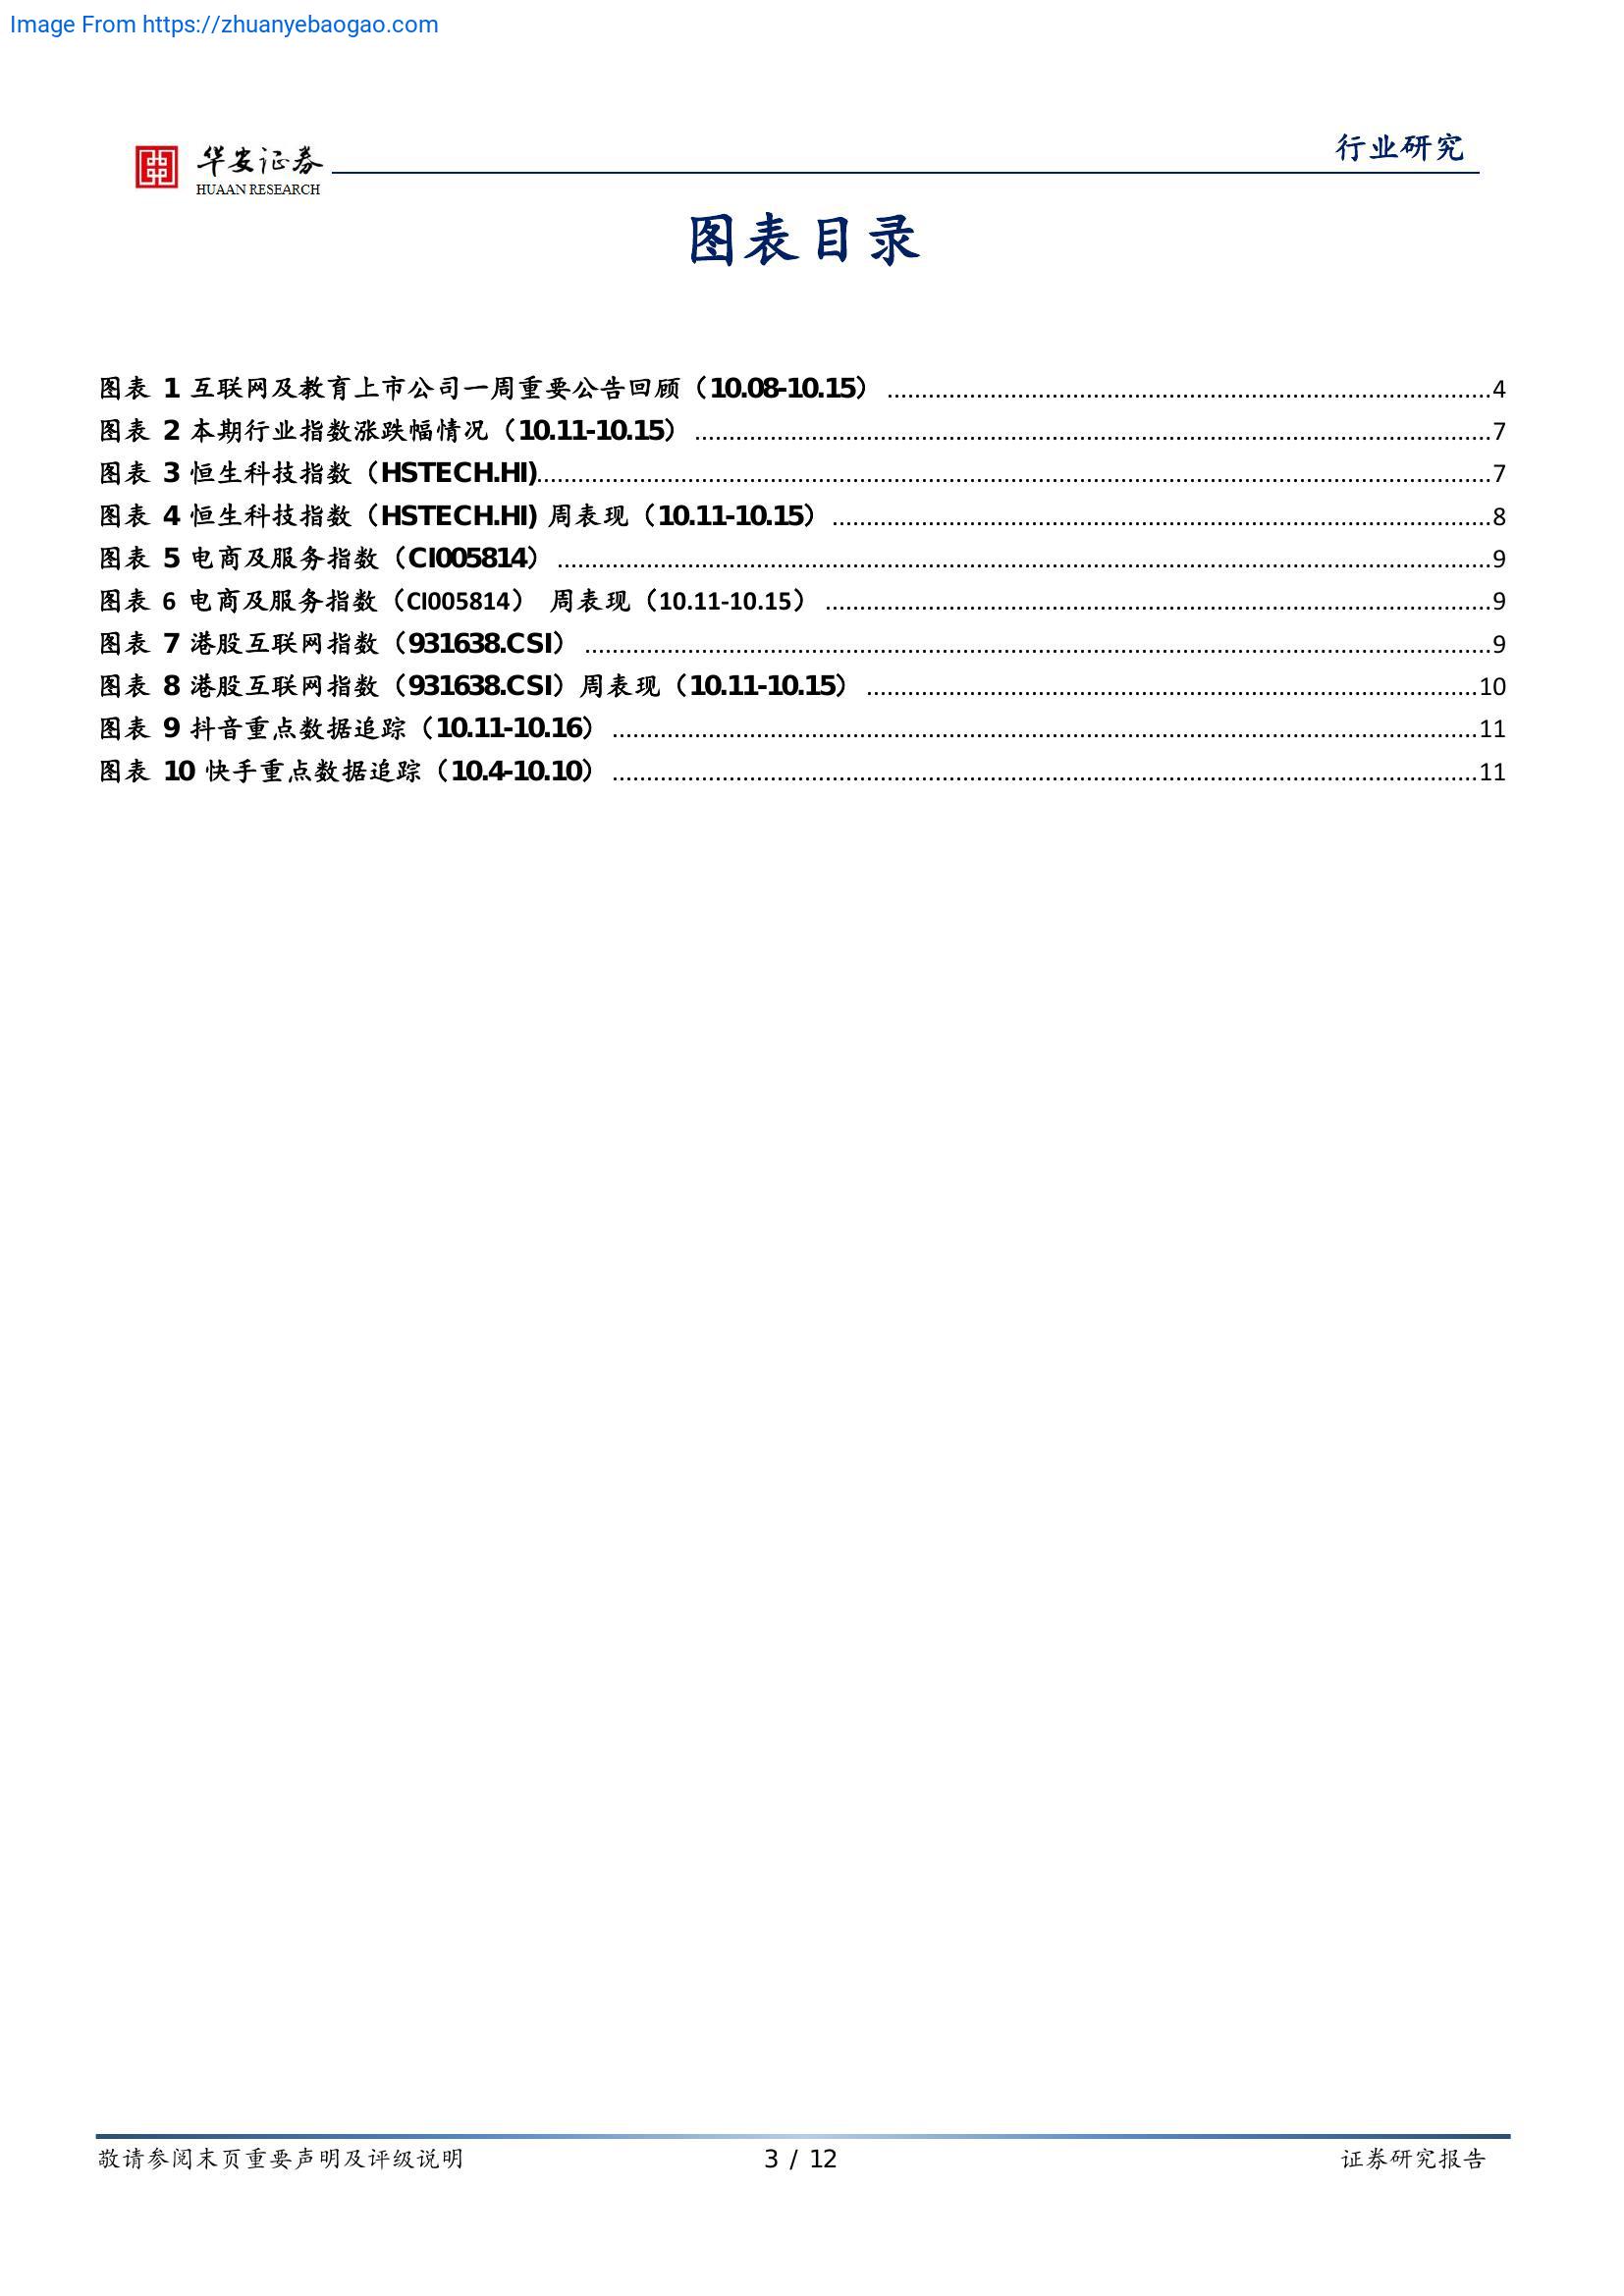 Image From https://zhuanyebaogao.com
行业研究
华安证券
HUAAN RESEARCH
图表目录
图表 1 互联网及教育上市公司一周重要公告回顾（10.08-10.15） ........................................................................................4
图表 2 本期行业指数涨跌幅情况（10.11-10.15） ....................................................................................................................7
图表 3 恒生科技指数（HSTECH.HI)...........................................................................................................................................7
图表 4 恒生科技指数（HSTECH.HI) 周表现（10.11-10.15） ................................................................................................8
图表 5 电商及服务指数（CI005814） ........................................................................................................................................9
图表 6 电商及服务指数（CI005814） 周表现（10.11-10.15） .................................................................................................9
图表 7 港股互联网指数（931638.CSI） ....................................................................................................................................9
图表 8 港股互联网指数（931638.CSI）周表现（10.11-10.15） .........................................................................................10
图表 9 抖音重点数据追踪（10.11-10.16） ..............................................................................................................................11
图表 10 快手重点数据追踪（10.4-10.10） ..............................................................................................................................11
敬请参阅末页重要声明及评级说明
3 / 12
证券研究报告